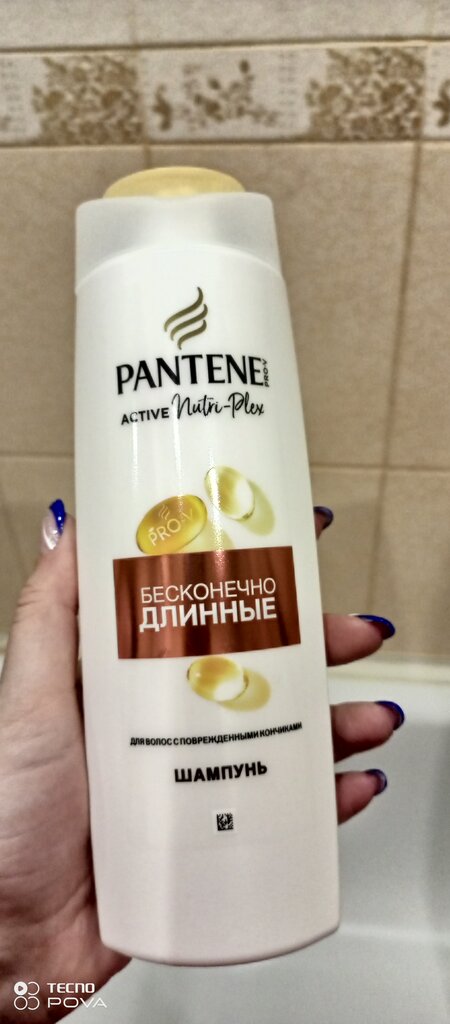 PANTENE PRO-V
ACTIVE Nutri-Plex
PRO-V
БЕСКОНЕЧНО
ДЛИННЫЕ
ДЛЯ ВОЛОС С ПОВРЕЖДЕННЫМИ КОНЧИКАМИ
ШАМПУНЬ
TECNO
POVA